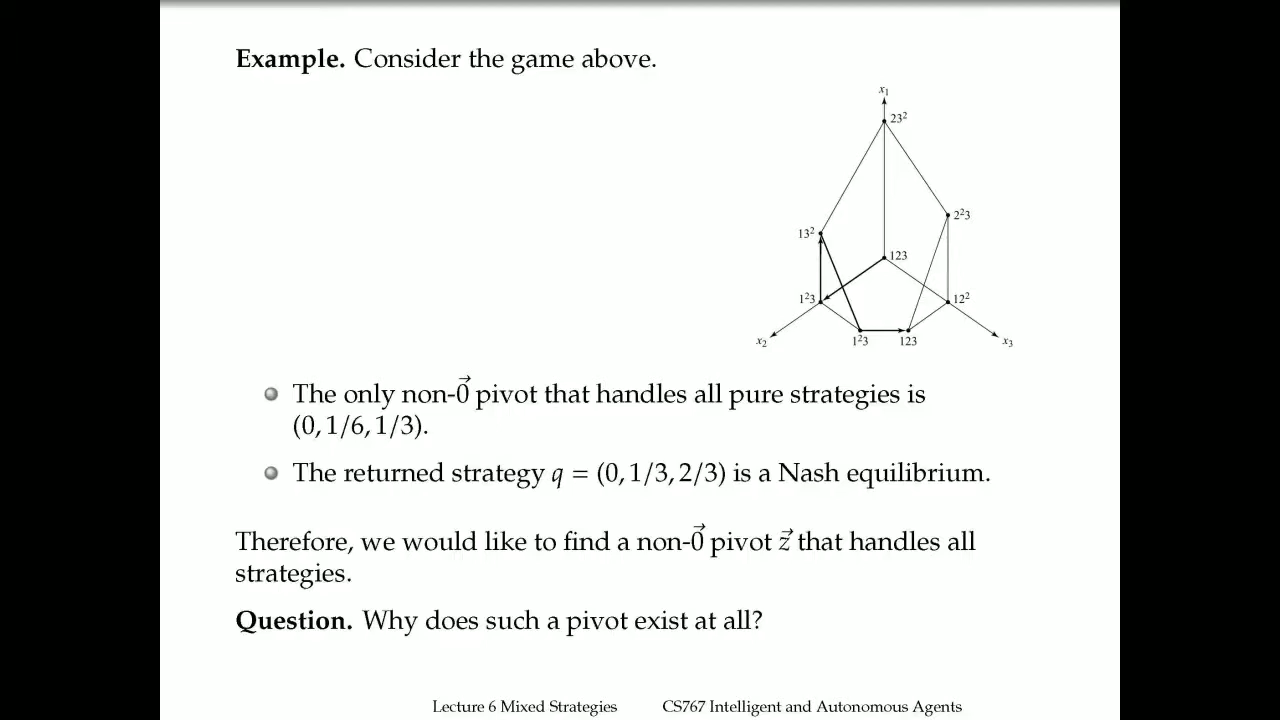 Example. Consider the game above.
x₁
23²
2²3
13²
123
1²3
12²
x₂
1²3
123
x₃
The only non-0⃗ pivot that handles all pure strategies is
(0, 1/6, 1/3).
The returned strategy q = (0, 1/3, 2/3) is a Nash equilibrium.
Therefore, we would like to find a non-0⃗ pivot z⃗ that handles all
strategies.
Question. Why does such a pivot exist at all?
Lecture 6 Mixed Strategies CS767 Intelligent and Autonomous Agents